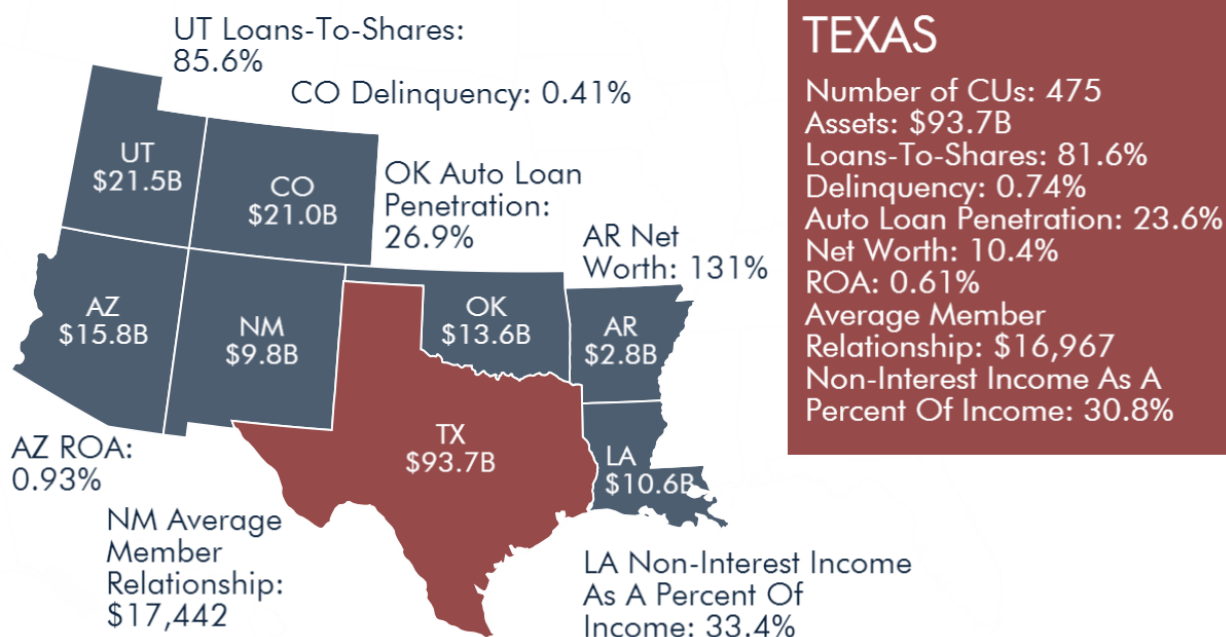 UT Loans-To-Shares:
85.6%
CO Delinquency: 0.41%
UT
$21.5B
CO
$21.0B
OK Auto Loan
Penetration:
26.9%
AR Net
Worth: 131%
AZ
$15.8B
NM
$9.8B
OK
$13.6B
AR
$2.8B
TX
$93.7B
LA
$10.6B
AZ ROA:
0.93%
NM Average
Member
Relationship:
$17,442
LA Non-Interest Income
As A Percent Of
Income: 33.4%
TEXAS
Number of CUs: 475
Assets: $93.7B
Loans-To-Shares: 81.6%
Delinquency: 0.74%
Auto Loan Penetration: 23.6%
Net Worth: 10.4%
ROA: 0.61%
Average Member
Relationship: $16,967
Non-Interest Income As A
Percent Of Income: 30.8%